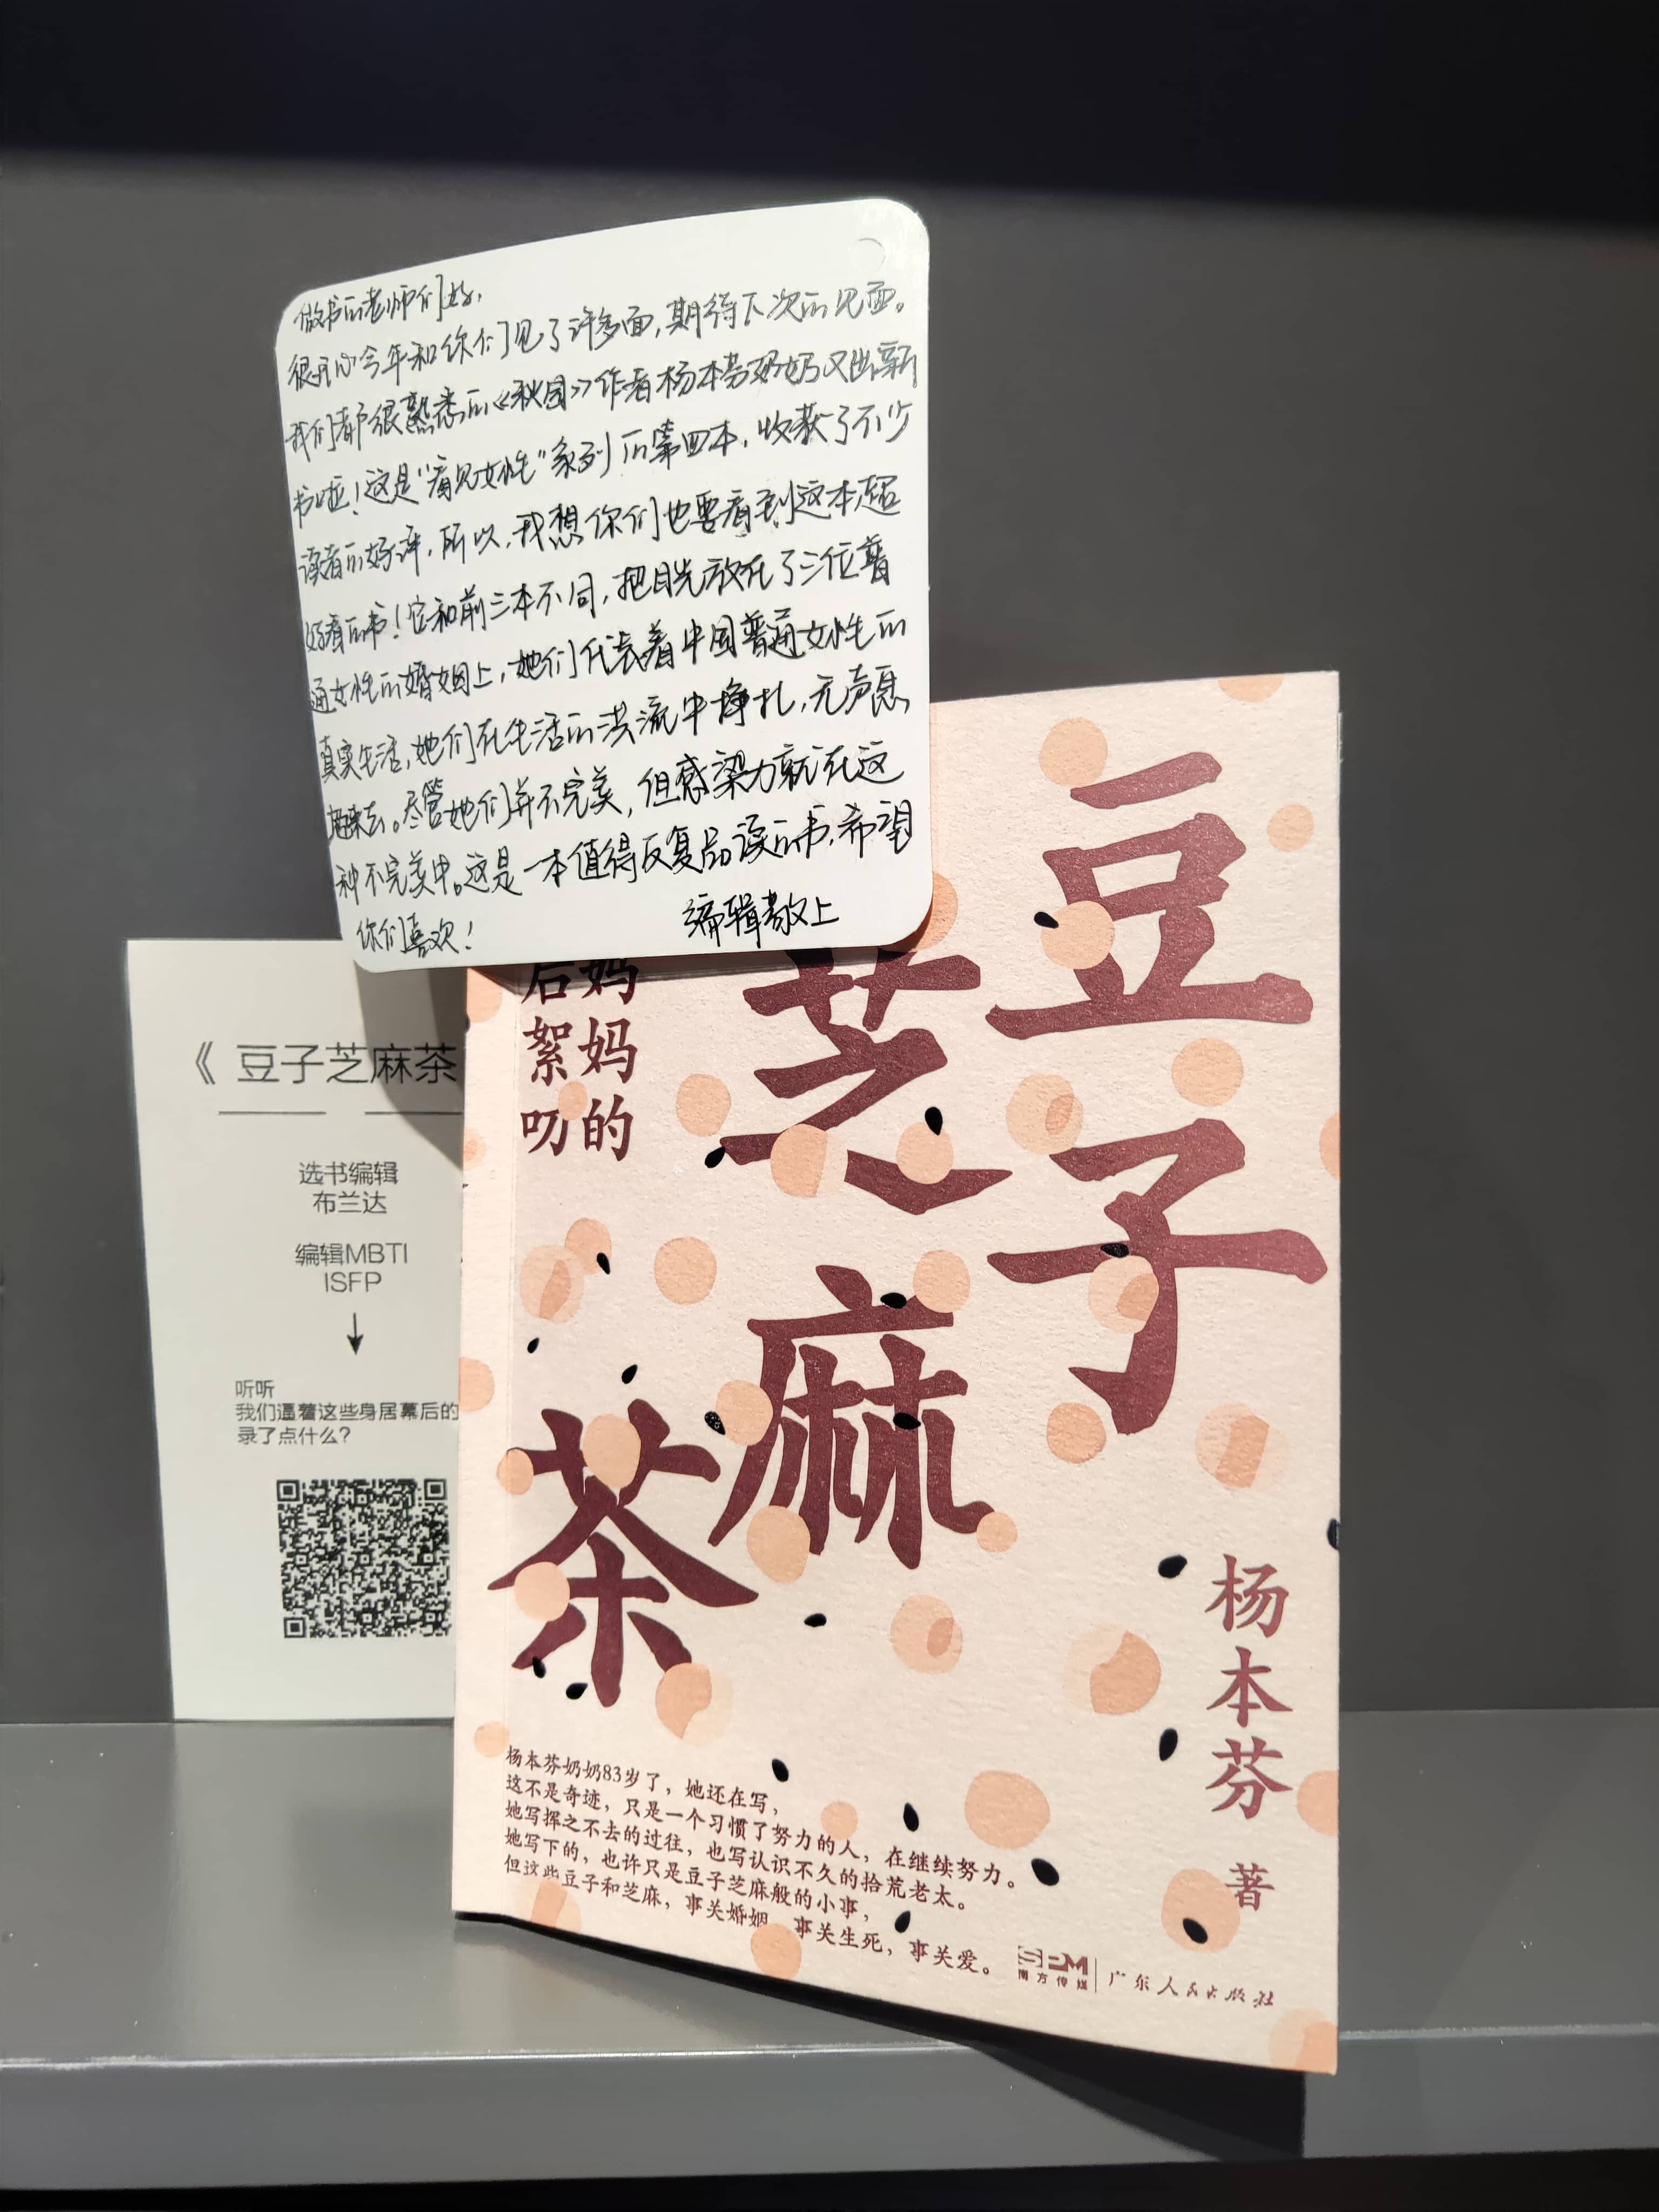 做书的老师们好，
很开心今年和你们见了许多面，期待下次的见面。
我们都很熟悉的《秋园》作者杨本芬奶奶又出新
书啦！这是“看见女性”系列的第四本，收获了不少
读者的好评，所以，我想你们也要看到这本超
好看的书！它和前三本不同，把目光放在了三位普
通女性的婚姻上，她们代表着中国普通女性的
真实生活，她们在生活的洪流中挣扎，无声息
来去。尽管她们并不完美，但感染力就在这
种不完美中。这是一本值得反复品读的书，希望
你们喜欢！
编辑敬上
豆子
芝麻
茶
妈妈的
后絮叨
杨本芬 著
杨本芬奶奶83岁了，她还在写，
这不是奇迹，只是一个习惯了努力的人，在继续努力。
她写挥之不去的过往，也写认识不久的拾荒老太。
她写下的，也许只是豆子芝麻般的小事，
但这些豆子和芝麻，事关婚姻，事关生死，事关爱。
SPM
南方传媒
广东人民出版社
《豆子芝麻茶
选书编辑
布兰达
编辑MBTI
ISFP
听听
我们逼着这些身居幕后的
录了点什么？